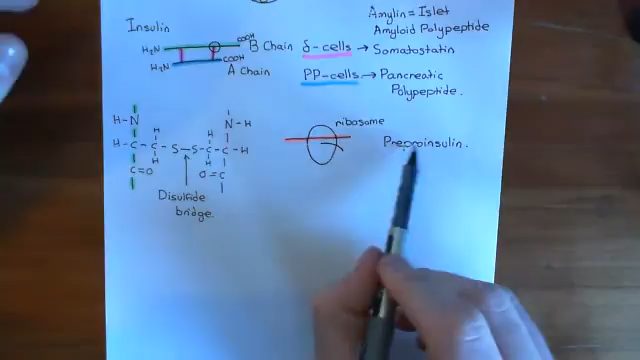 Insulin
H₂N
COOH
B Chain
H₂N
COOH
A Chain
Amylin = Islet
Amyloid Polypeptide
δ-cells → Somatostatin
PP-cells → Pancreatic
Polypeptide.
H-N
H-C-C-S-S-C-C-H
H
H
H
H
N-H
C=O
O=C
Disulfide
bridge.
ribosome
Preproinsulin.